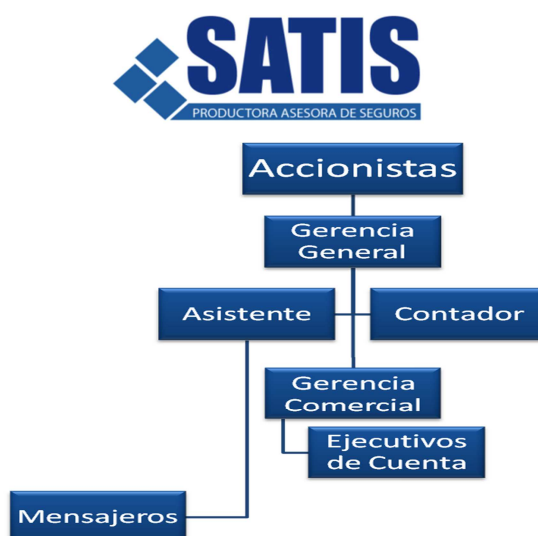 SATIS
PRODUCTORA ASESORA DE SEGUROS
Accionistas
Gerencia
General
Asistente
Contador
Gerencia
Comercial
Ejecutivos
de Cuenta
Mensajeros